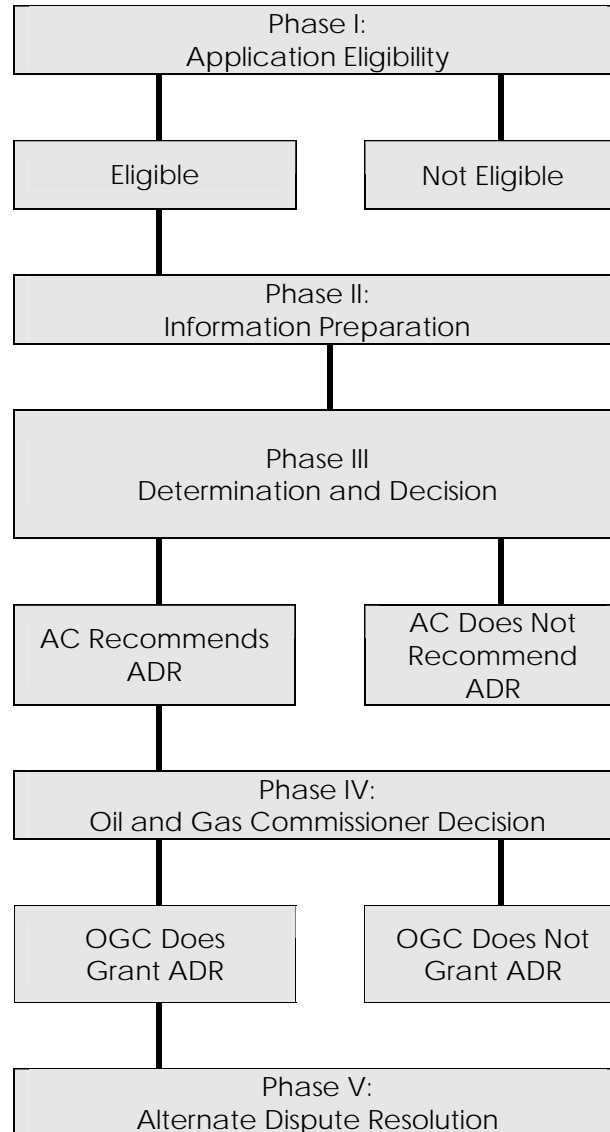 Phase I:
Application Eligibility
Eligible
Not Eligible
Phase II:
Information Preparation
Phase III
Determination and Decision
AC Recommends
ADR
AC Does Not
Recommend
ADR
Phase IV:
Oil and Gas Commissioner Decision
OGC Does
Grant ADR
OGC Does Not
Grant ADR
Phase V:
Alternate Dispute Resolution